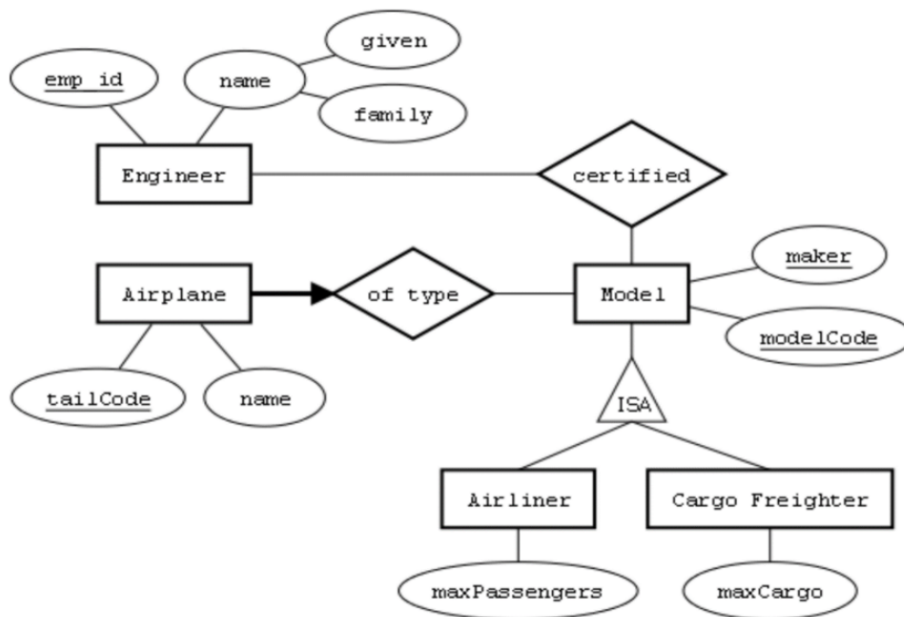 given
emp_id
name
family
Engineer
certified
maker
Airplane
of type
Model
modelCode
tailCode
name
ISA
Airliner
Cargo Freighter
maxPassengers
maxCargo